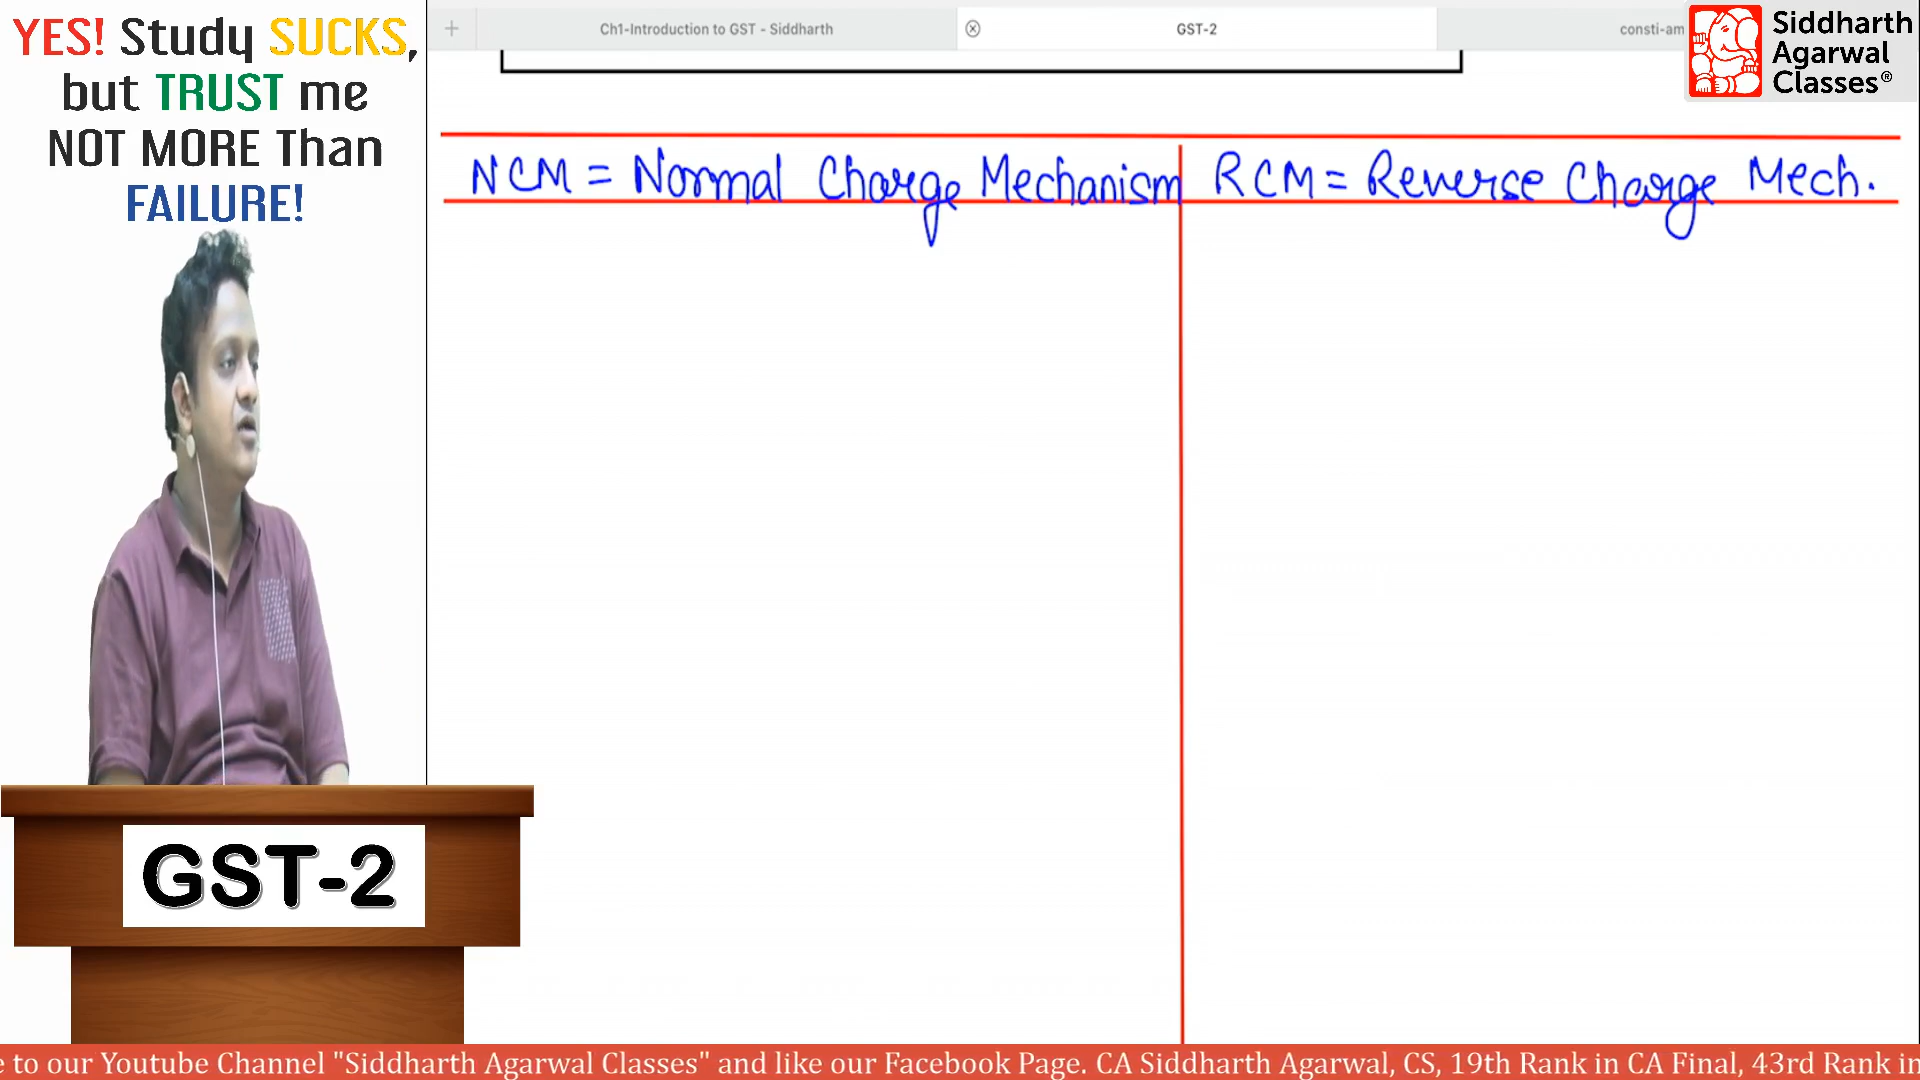 YES! Study SUCKS,
but TRUST me
NOT MORE Than
FAILURE!
Ch1-Introduction to GST - Siddharth
GST-2
consti-am
Siddharth
Agarwal
Classes®
NCM = Normal Charge Mechanism
RCM = Reverse Charge Mech.
GST-2
e to our Youtube Channel "Siddharth Agarwal Classes" and like our Facebook Page. CA Siddharth Agarwal, CS, 19th Rank in CA Final, 43rd Rank in